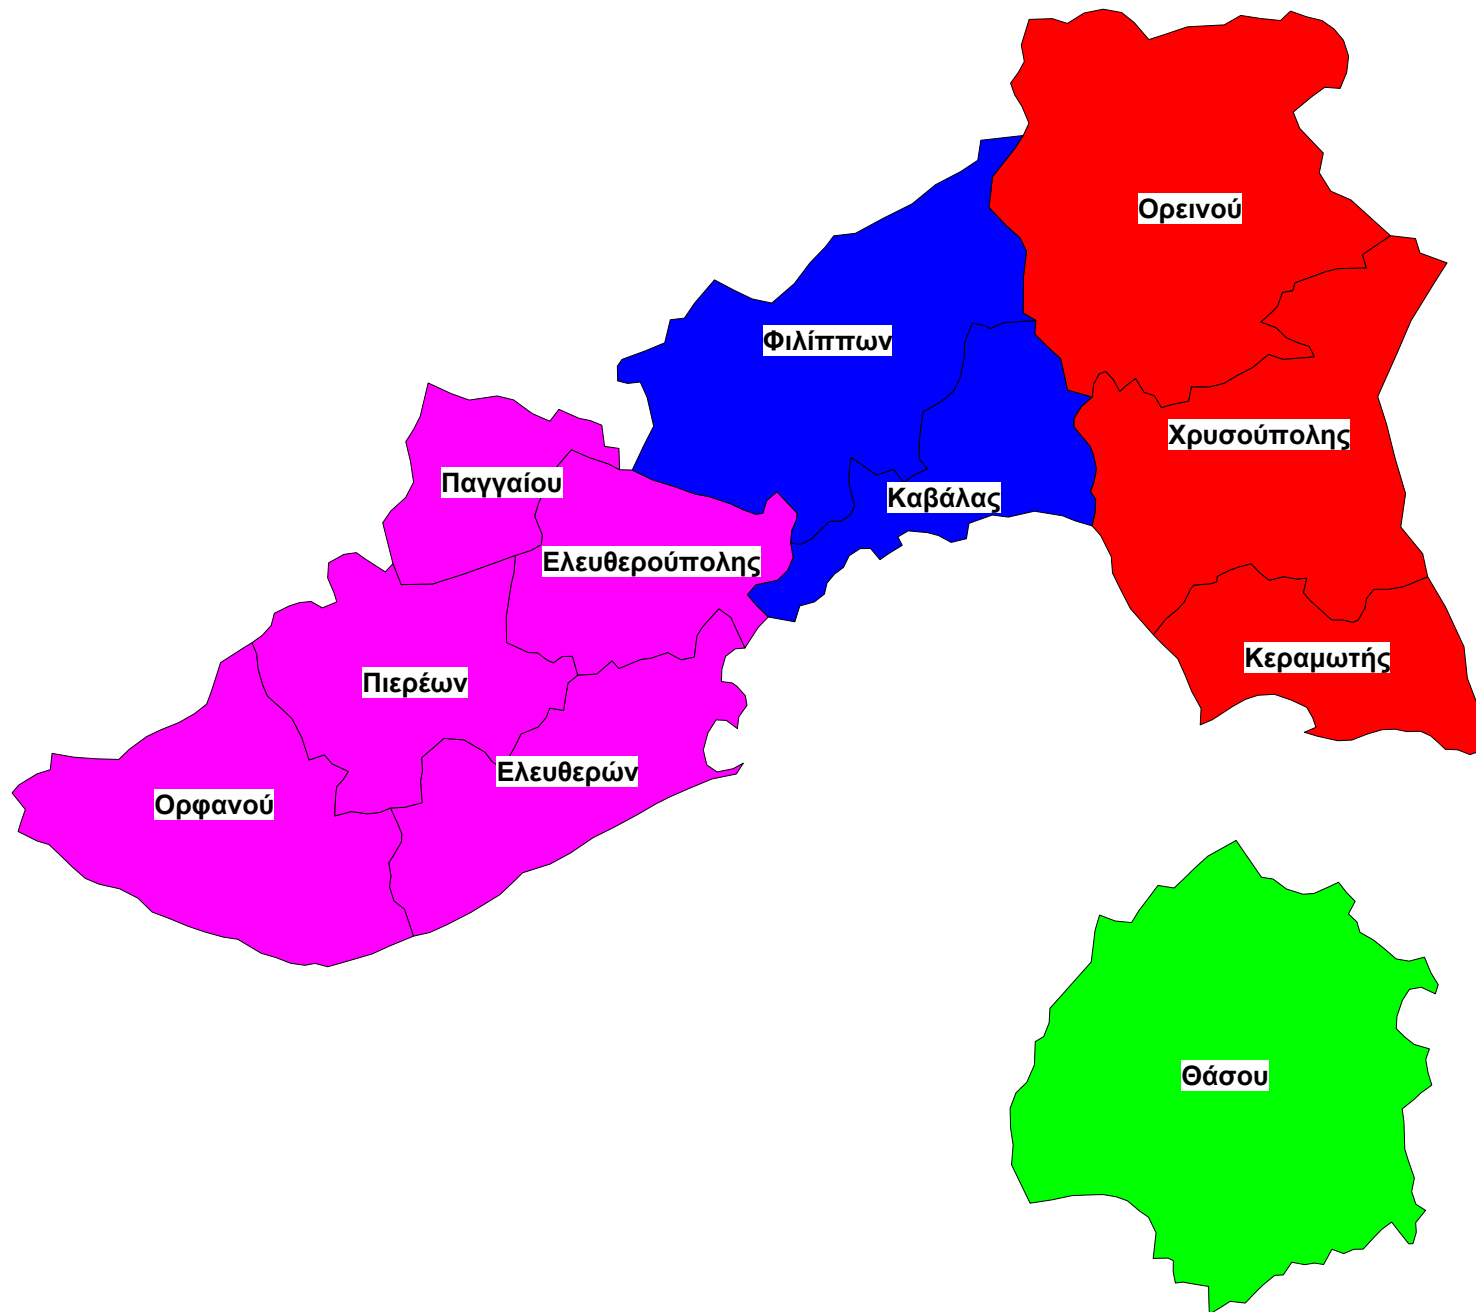 Ορεινού
Φιλίππων
Χρυσούπολης
Παγγαίου
Καβάλας
Ελευθερούπολης
Κεραμωτής
Πιερέων
Ελευθερών
Ορφανού
Θάσου